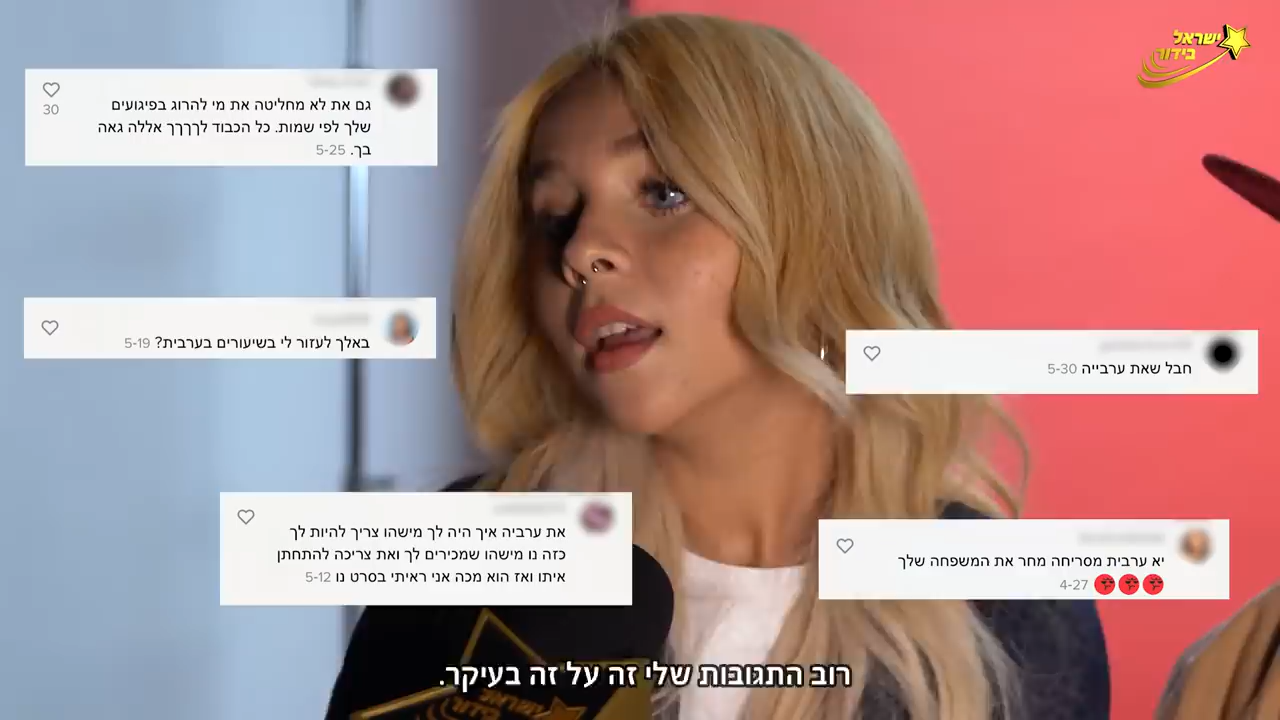 ישראל
בידור
גם את לא מחליטה את מי להרוג בפיגועים
שלך לפי שמות. כל הכבוד לךךךך אללה גאה
בך. 5-25
30
באלך לעזור לי בשיעורים בערבית? 5-19
חבל שאת ערבייה 5-30
את ערביה איך היה לך מישהו צריך להיות לך
כזה נו מישהו שמכירים לך ואת צריכה להתחתן
איתו ואז הוא מכה אני ראיתי בסרט נו 5-12
יא ערבית מסריחה מחר את המשפחה שלך
😡😡😡 4-27
רוב התגובות שלי זה על זה בעיקר.
ישראל